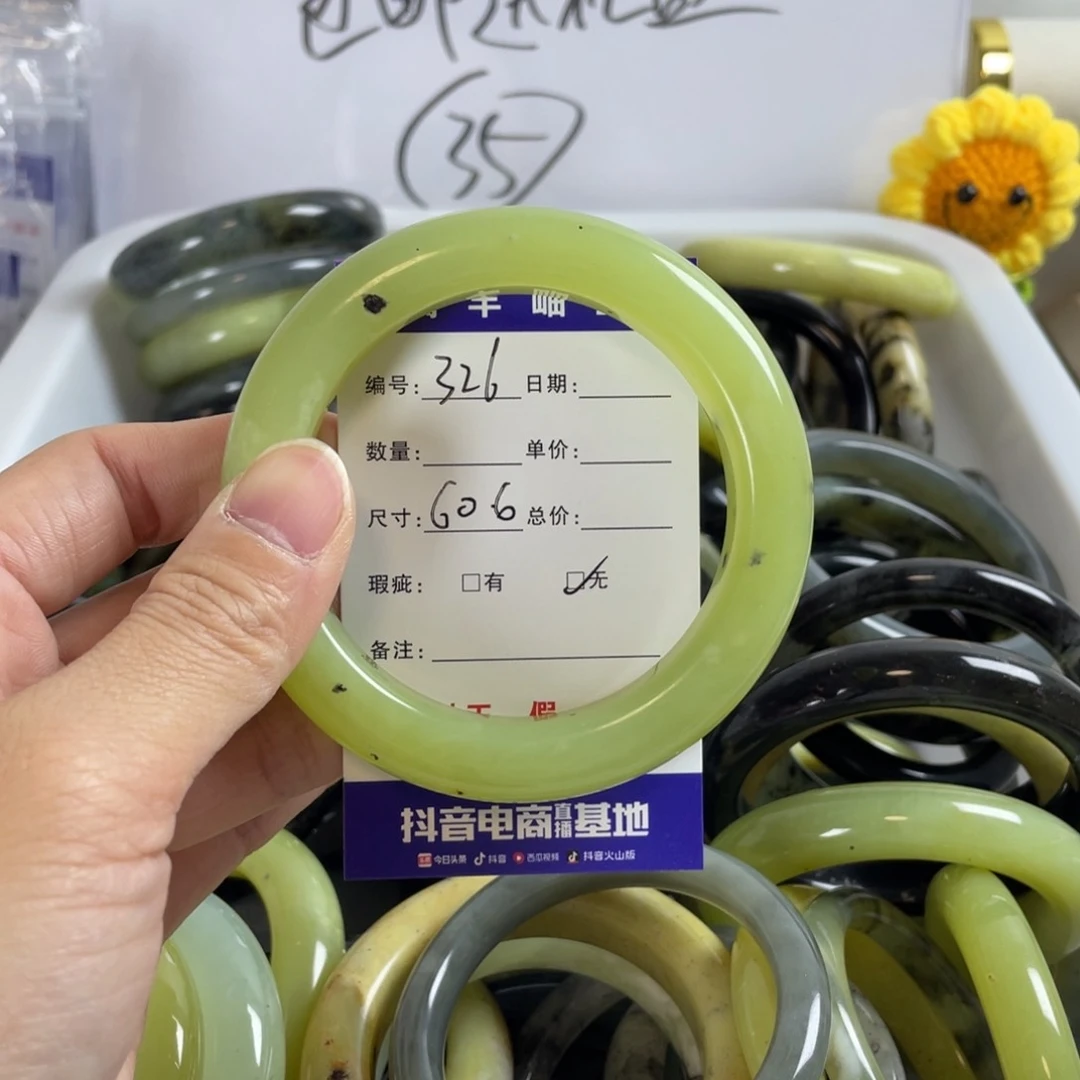 (35)
编号: 326 日期:
数量: 单价:
尺寸: 60.6 总价:
瑕疵: □有 □无
备注:
假
抖音电商直播基地
今日头条 抖音 西瓜视频 抖音火山版